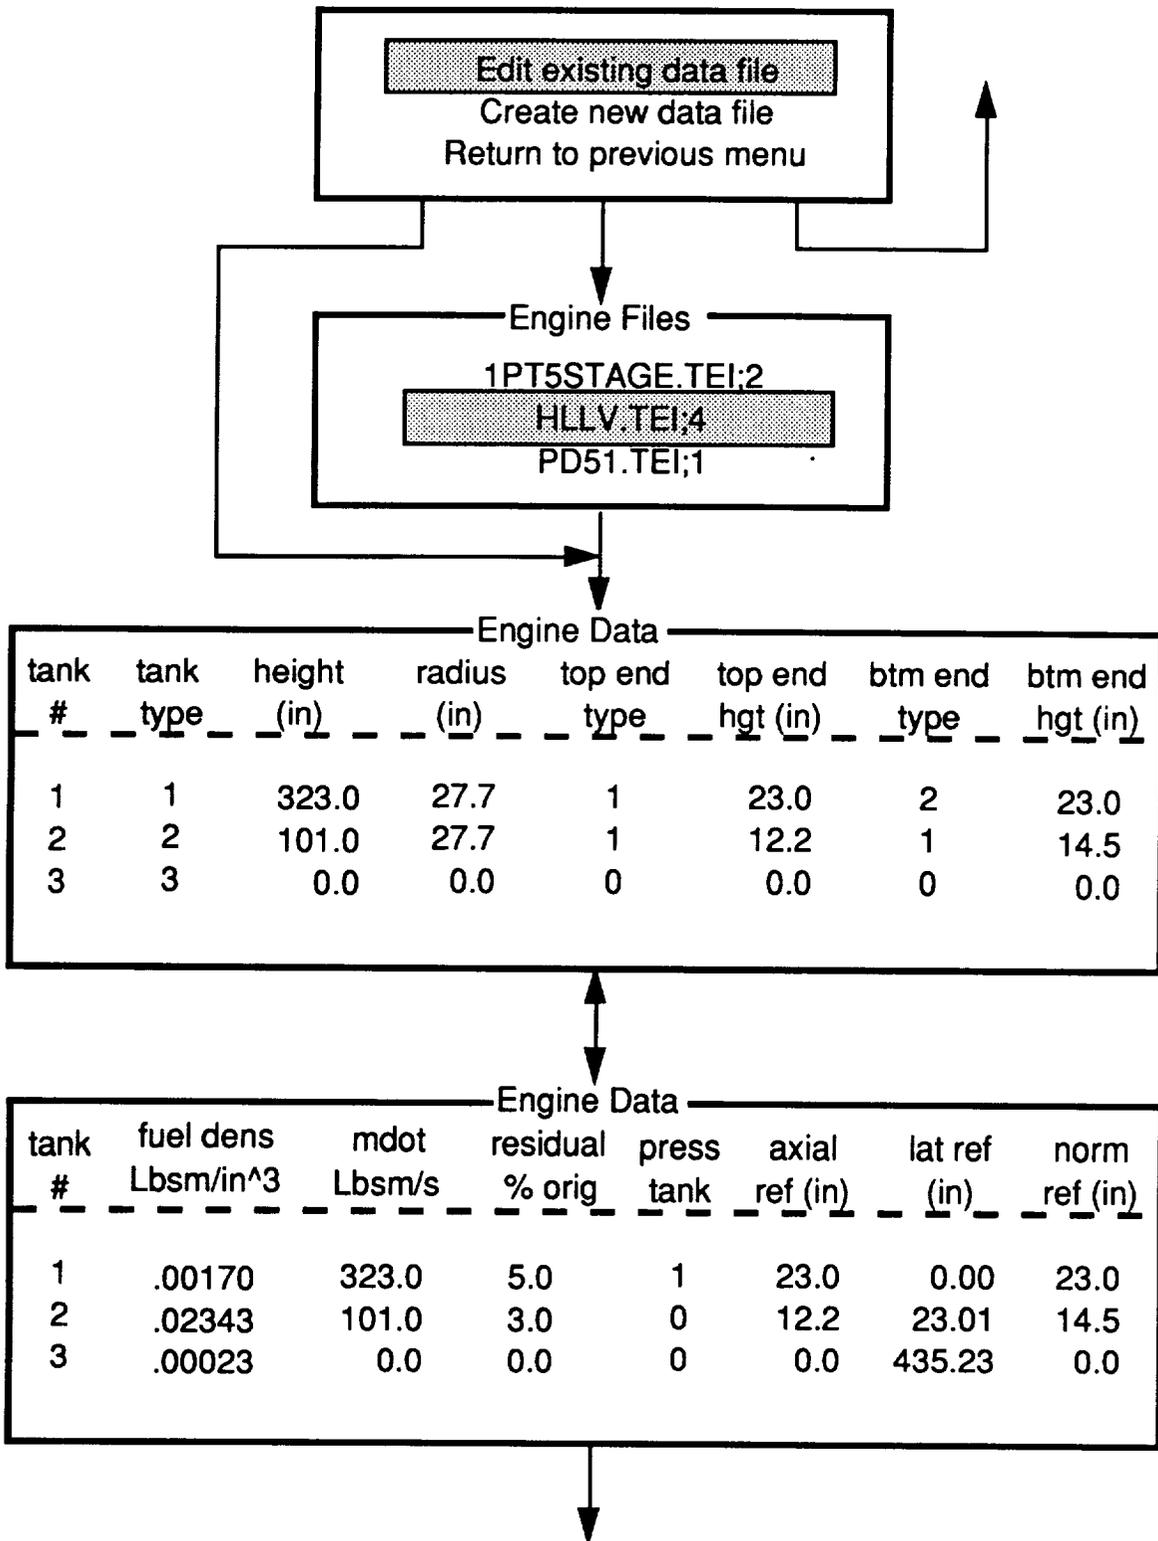 Edit existing data file
Create new data file
Return to previous menu
Engine Files
1PT5STAGE.TEI;2
HLLV.TEI;4
PD51.TEI;1
Engine Data
tank tank height radius top end top end btm end btm end
# type (in) (in) type hgt (in) type hgt (in)
1 1 323.0 27.7 1 23.0 2 23.0
2 2 101.0 27.7 1 12.2 1 14.5
3 3 0.0 0.0 0 0.0 0 0.0
Engine Data
tank fuel dens mdot residual press axial lat ref norm
# Lbsm/in^3 Lbsm/s % orig tank ref (in) (in) ref (in)
1 .00170 323.0 5.0 1 23.0 0.00 23.0
2 .02343 101.0 3.0 0 12.2 23.01 14.5
3 .00023 0.0 0.0 0 0.0 435.23 0.0